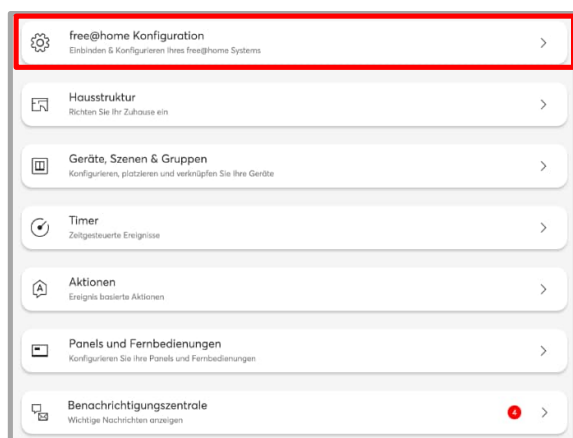 free@home Konfiguration
Einbinden & Konfigurieren Ihres free@home Systems
Hausstruktur
Richten Sie Ihr Zuhause ein
Geräte, Szenen & Gruppen
Konfigurieren, platzieren und verknüpfen Sie Ihre Geräte
Timer
Zeitgesteuerte Ereignisse
Aktionen
Ereignis basierte Aktionen
Panels und Fernbedienungen
Konfigurieren Sie ihre Panels und Fernbedienungen
Benachrichtigungszentrale
4
Wichtige Nachrichten anzeigen